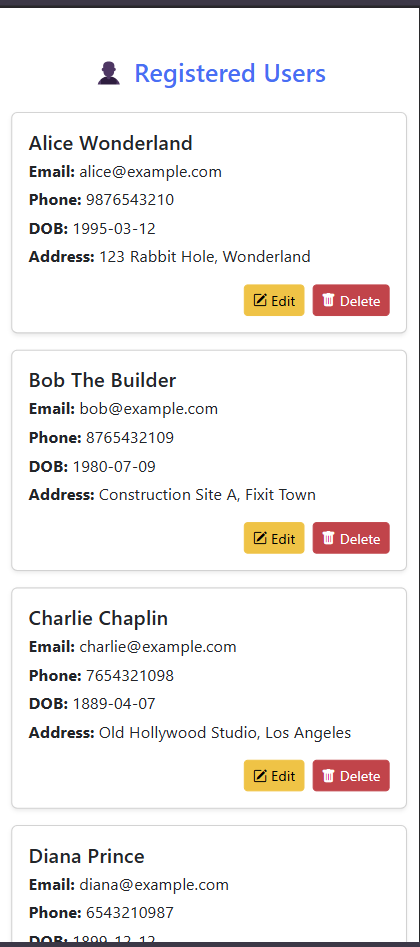 Registered Users
Alice Wonderland
Email: alice@example.com
Phone: 9876543210
DOB: 1995-03-12
Address: 123 Rabbit Hole, Wonderland
Edit Delete
Bob The Builder
Email: bob@example.com
Phone: 8765432109
DOB: 1980-07-09
Address: Construction Site A, Fixit Town
Edit Delete
Charlie Chaplin
Email: charlie@example.com
Phone: 7654321098
DOB: 1889-04-07
Address: Old Hollywood Studio, Los Angeles
Edit Delete
Diana Prince
Email: diana@example.com
Phone: 6543210987
DOB: 1899-12-12